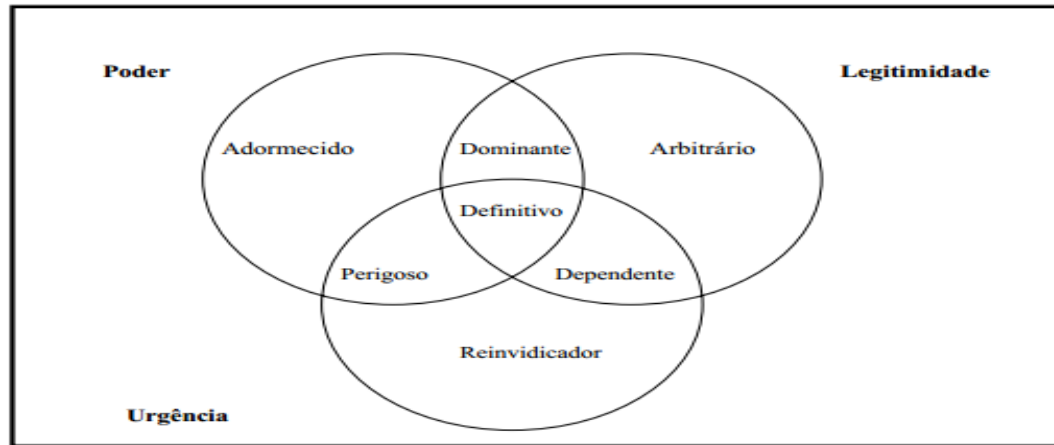 Poder
Legitimidade
Adormecido
Dominante
Arbitrário
Definitivo
Perigoso
Dependente
Reinvidicador
Urgência